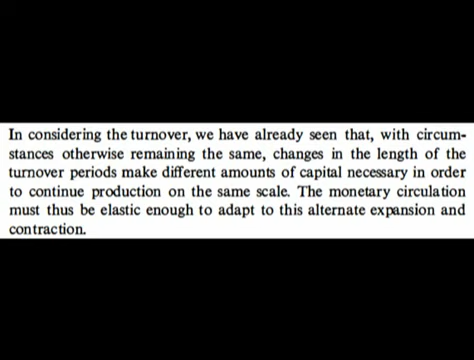 In considering the turnover, we have already seen that, with circum-
stances otherwise remaining the same, changes in the length of the
turnover periods make different amounts of capital necessary in order
to continue production on the same scale. The monetary circulation
must thus be elastic enough to adapt to this alternate expansion and
contraction.